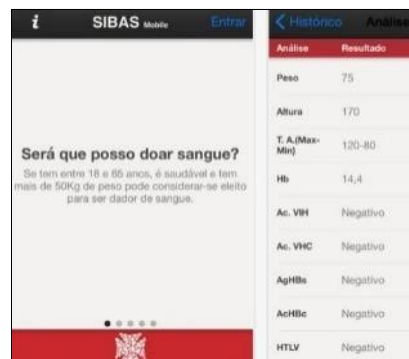 i SIBAS Mobile Entrar
Será que posso doar sangue?
Se tem entre 18 e 65 anos, é saudável e tem
mais de 50Kg de peso pode considerar-se eleito
para ser dador de sangue.
Histórico Análise
Análise Resultado
Peso 75
Altura 170
T. A.(Max-
Min) 120-80
Hb 14,4
Ac. VIH Negativo
Ac. VHC Negativo
AgHBs Negativo
AcHBc Negativo
HTLV Negativo